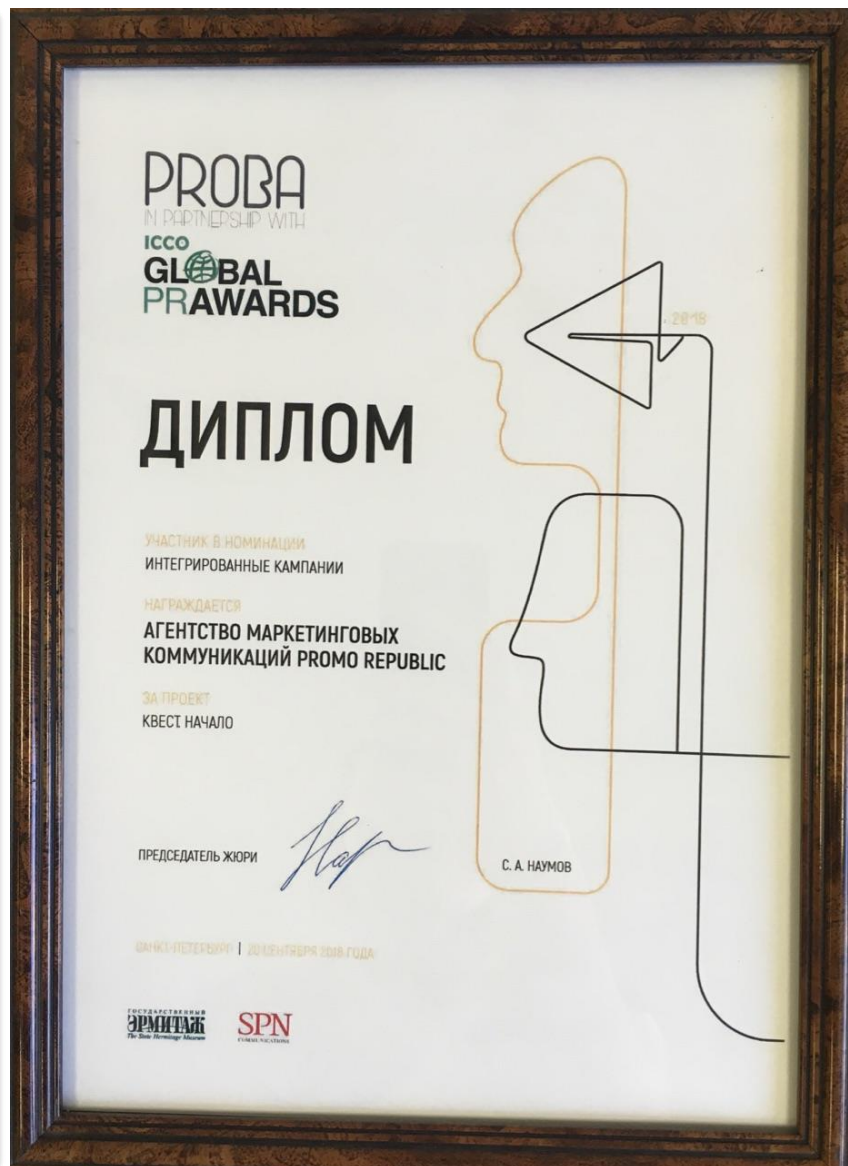 PROBA
IN PARTNERSHIP WITH
ICCO
GLOBAL
PRAWARDS
2018
ДИПЛОМ
УЧАСТНИК В НОМИНАЦИИ
ИНТЕГРИРОВАННЫЕ КАМПАНИИ
НАГРАЖДАЕТСЯ
АГЕНТСТВО МАРКЕТИНГОВЫХ
КОММУНИКАЦИЙ PROMO REPUBLIC
ЗА ПРОЕКТ
КВЕСТ. НАЧАЛО
ПРЕДСЕДАТЕЛЬ ЖЮРИ
С. А. НАУМОВ
САНКТ-ПЕТЕРБУРГ | 20 СЕНТЯБРЯ 2018 ГОДА
ГОСУДАРСТВЕННЫЙ
ЭРМИТАЖ
The State Hermitage Museum
SPN
COMMUNICATIONS